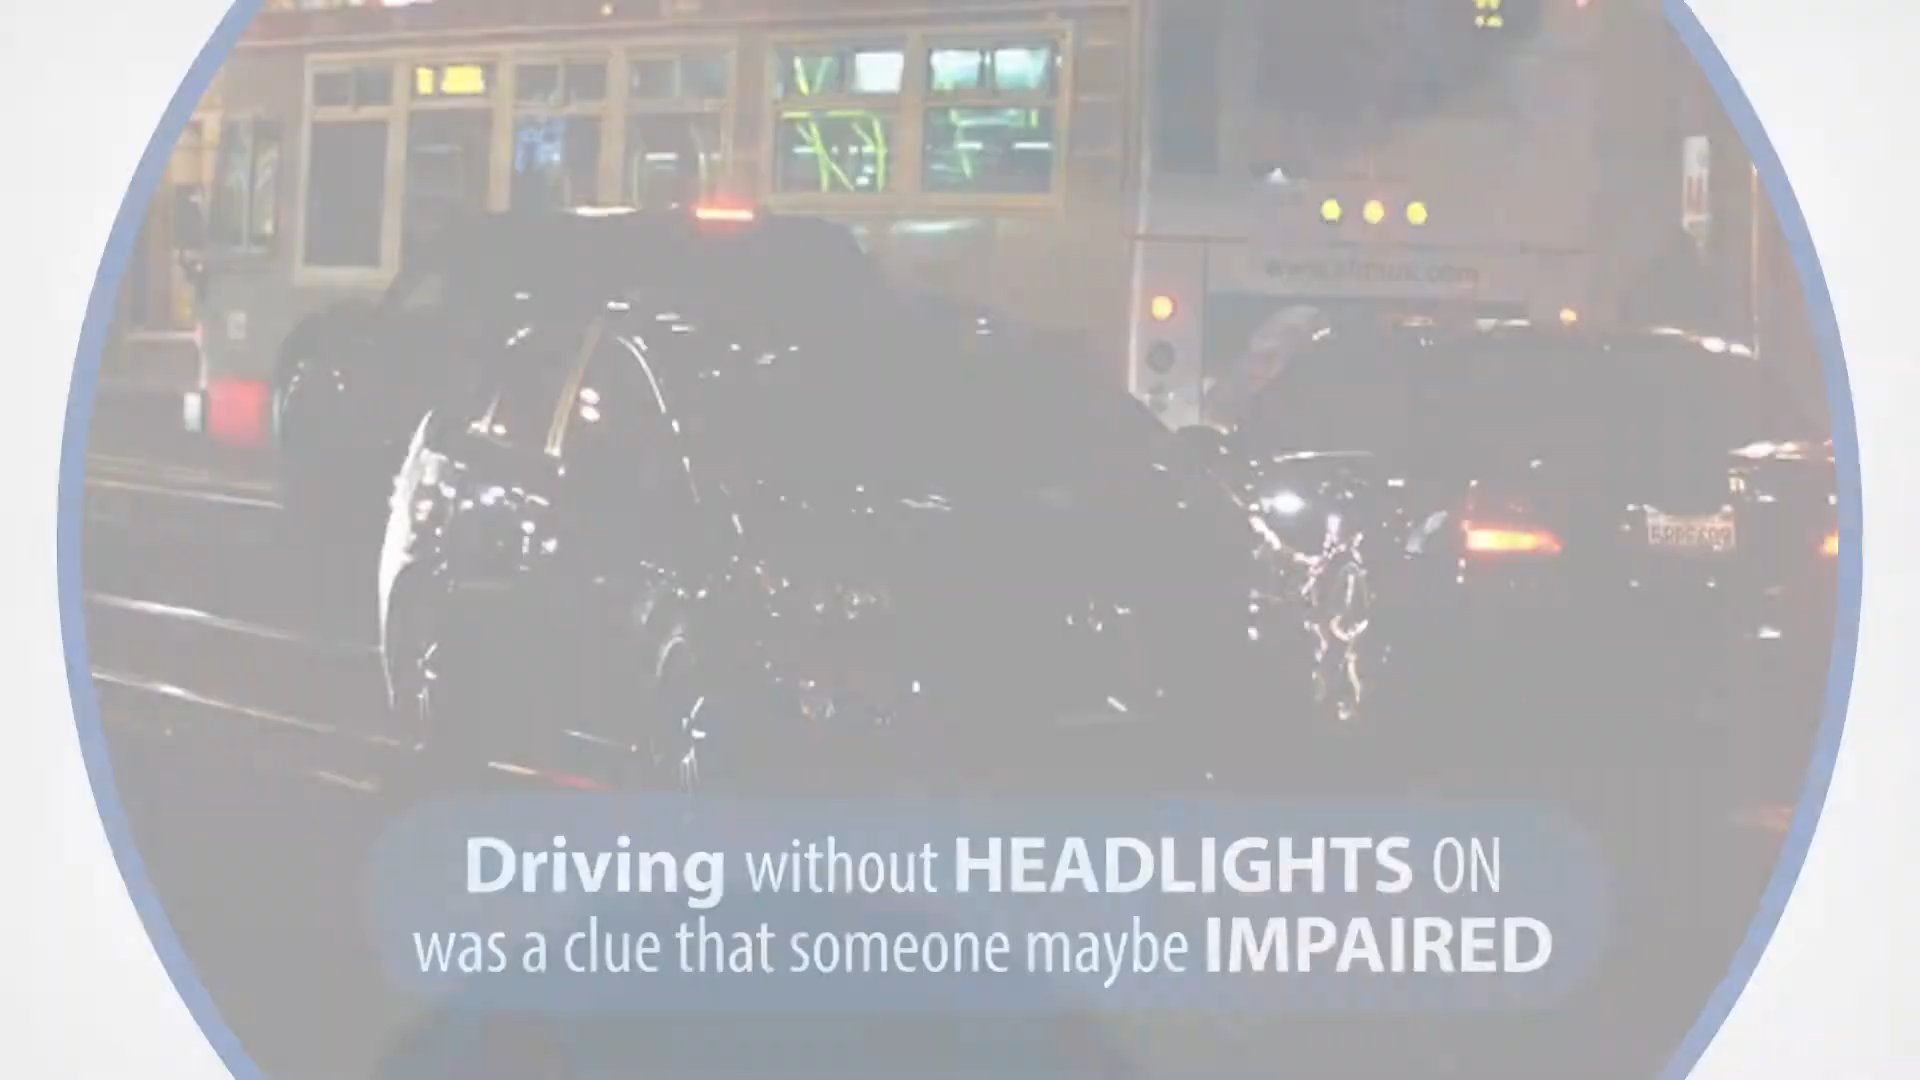 Driving without HEADLIGHTS ON
was a clue that someone maybe IMPAIRED